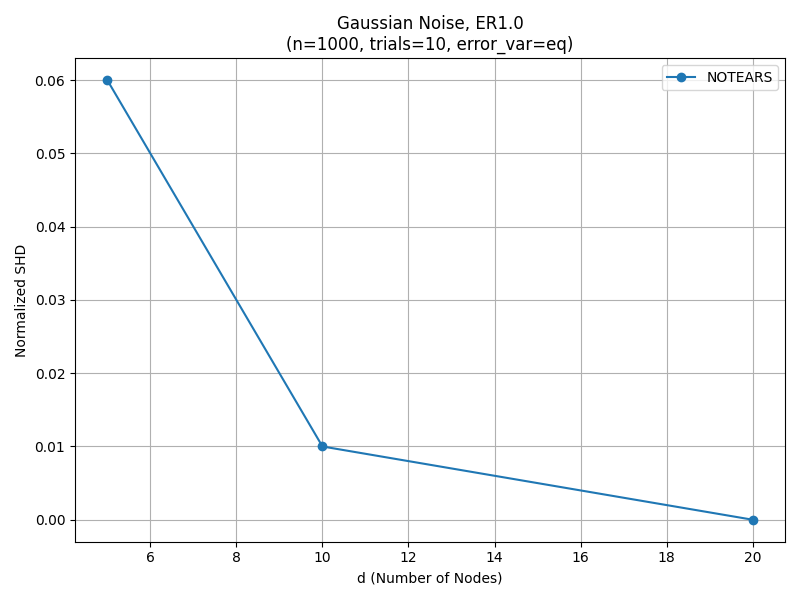 Gaussian Noise, ER1.0
(n=1000, trials=10, error_var=eq)
NOTEARS
0.06
0.05
0.04
0.03
0.02
0.01
0.00
Normalized SHD
6 8 10 12 14 16 18 20
d (Number of Nodes)